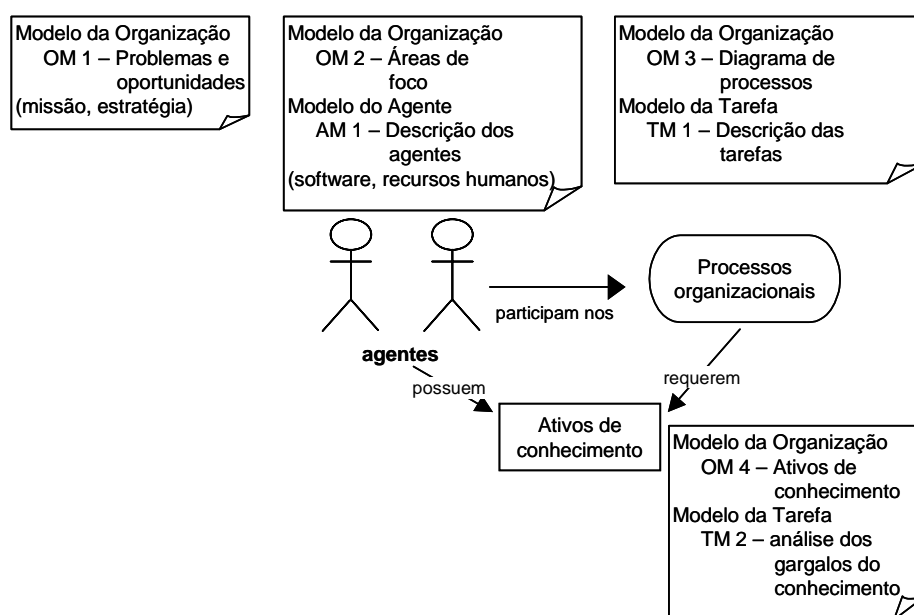 Modelo da Organização
OM 1 – Problemas e
oportunidades
(missão, estratégia)
Modelo da Organização
OM 2 – Áreas de
foco
Modelo do Agente
AM 1 – Descrição dos
agentes
(software, recursos humanos)
Modelo da Organização
OM 3 – Diagrama de
processos
Modelo da Tarefa
TM 1 – Descrição das
tarefas
Processos
organizacionais
participam nos
agentes
possuem
requerem
Ativos de
conhecimento
Modelo da Organização
OM 4 – Ativos de
conhecimento
Modelo da Tarefa
TM 2 – análise dos
gargalos do
conhecimento